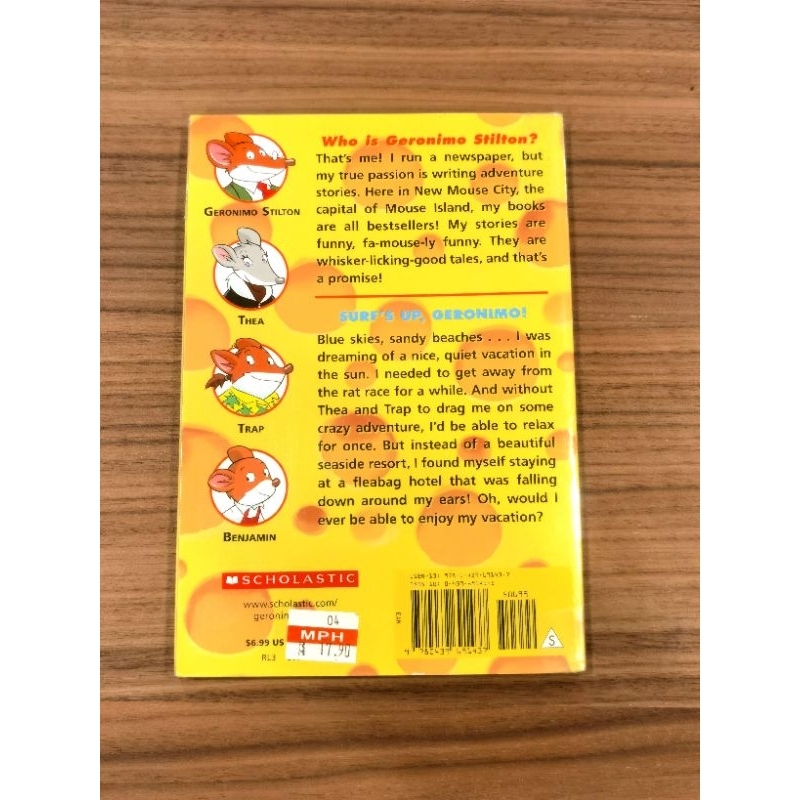 Who Is Geronimo Stilton?
That's me! I run a newspaper, but
my true passion is writing adventure
stories. Here in New Mouse City, the
capital of Mouse Island, my books
are all bestsellers! My stories are
funny, fa-mouse-ly funny. They are
whisker-licking-good tales, and that's
a promise!
GERONIMO STILTON
THEA
TRAP
BENJAMIN
SURF'S UP, GERONIMO!
Blue skies, sandy beaches . . . I was
dreaming of a nice, quiet vacation in
the sun. I needed to get away from
the rat race for a while. And without
Thea and Trap to drag me on some
crazy adventure, I'd be able to relax
for once. But instead of a beautiful
seaside resort, I found myself staying
at a fleabag hotel that was falling
down around my ears! Oh, would I
ever be able to enjoy my vacation?
SCHOLASTIC
www.scholastic.com/
$6.99 US
RL3
04
MPH
17.90
50699
S